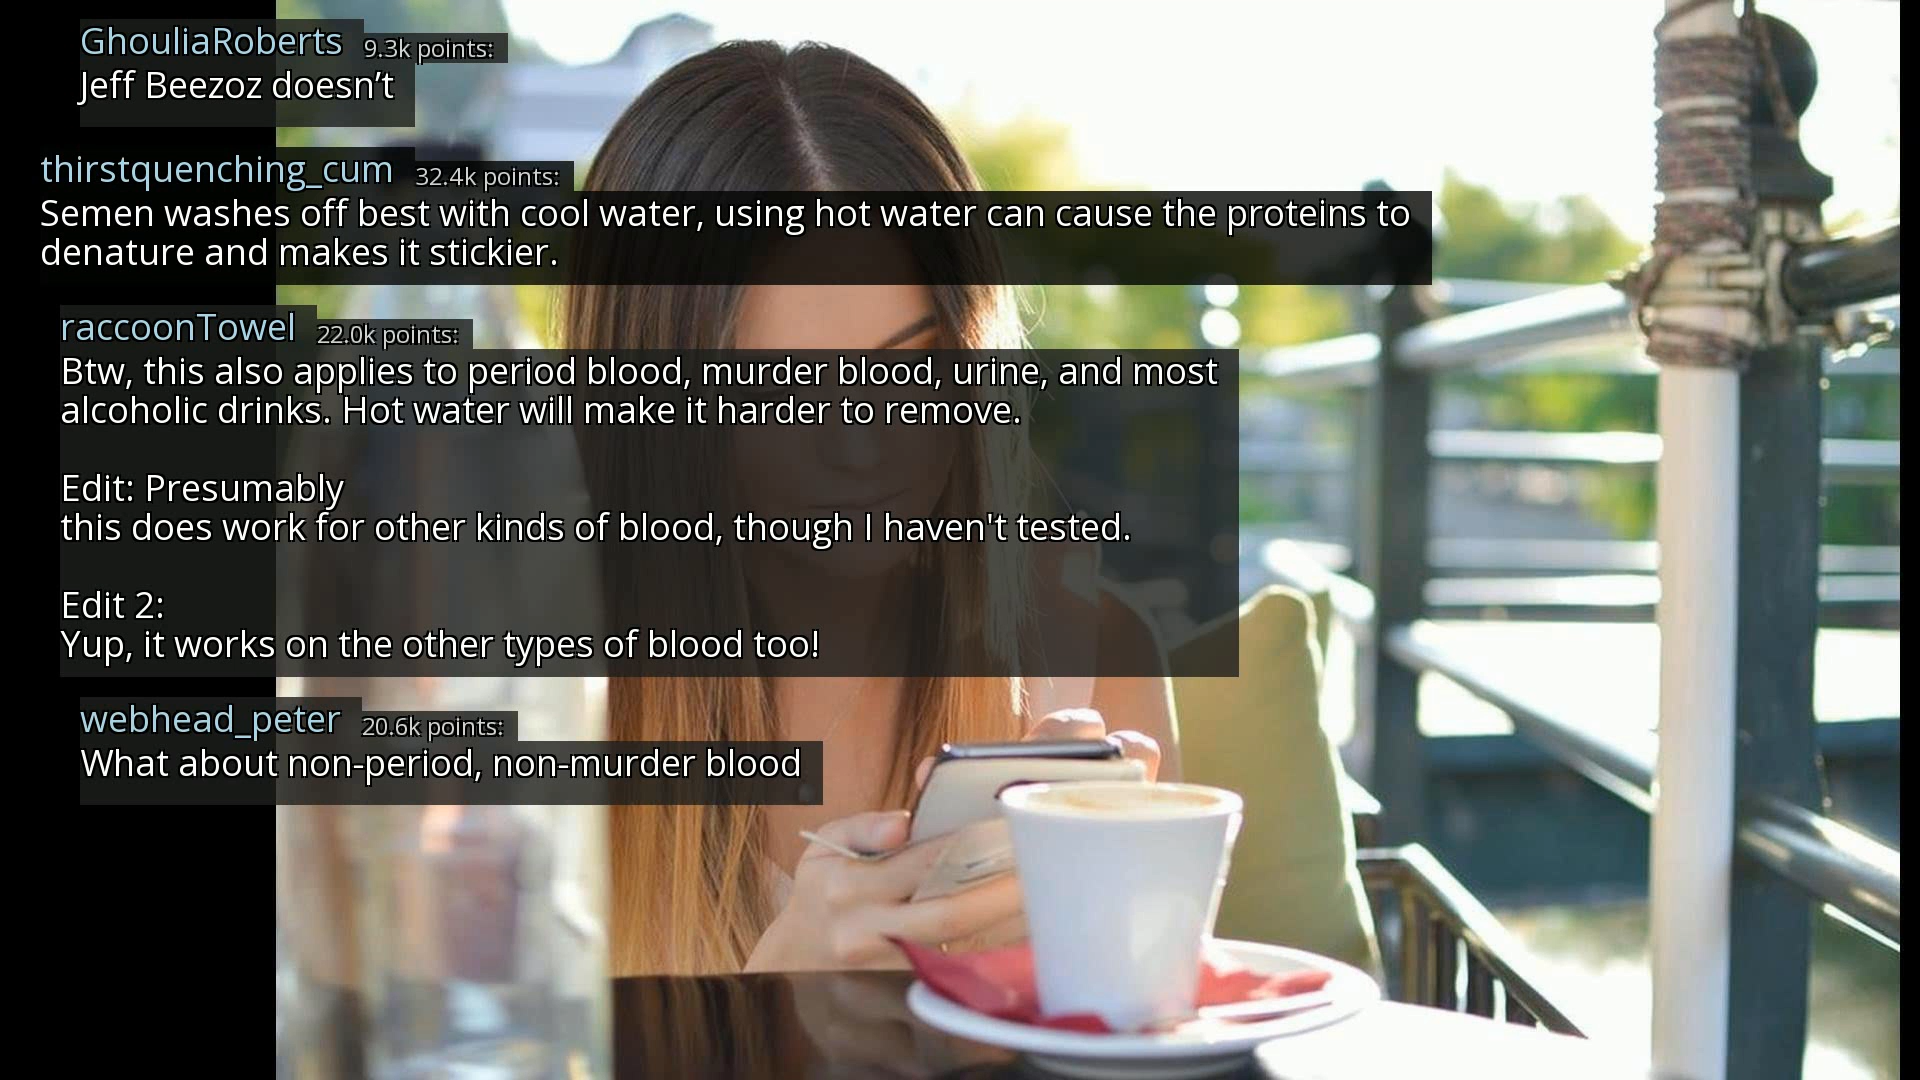 GhouliaRoberts 9.3k points:
Jeff Beezoz doesn’t
thirstquenching_cum 32.4k points:
Semen washes off best with cool water, using hot water can cause the proteins to
denature and makes it stickier.
raccoonTowel 22.0k points:
Btw, this also applies to period blood, murder blood, urine, and most
alcoholic drinks. Hot water will make it harder to remove.
Edit: Presumably
this does work for other kinds of blood, though I haven't tested.
Edit 2:
Yup, it works on the other types of blood too!
webhead_peter 20.6k points:
What about non-period, non-murder blood